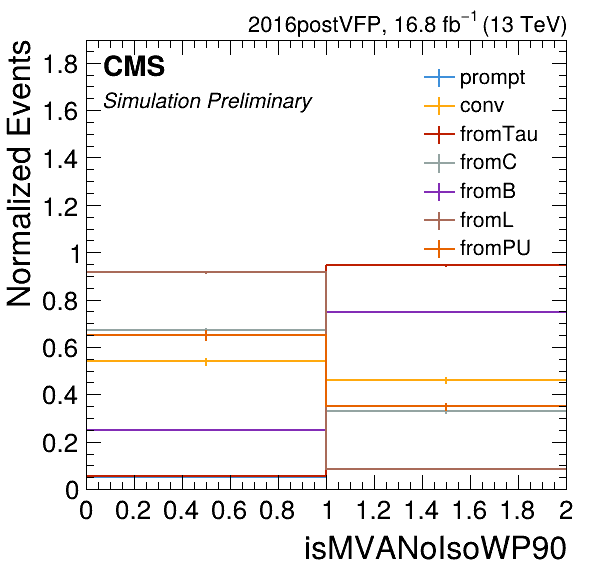 2016postVFP, 16.8 fb−1 (13 TeV)
CMS
Simulation Preliminary
prompt
conv
fromTau
fromC
fromB
fromL
fromPU
Normalized Events
1.8
1.6
1.4
1.2
1
0.8
0.6
0.4
0.2
0
0 0.2 0.4 0.6 0.8 1 1.2 1.4 1.6 1.8 2
isMVANoIsoWP90